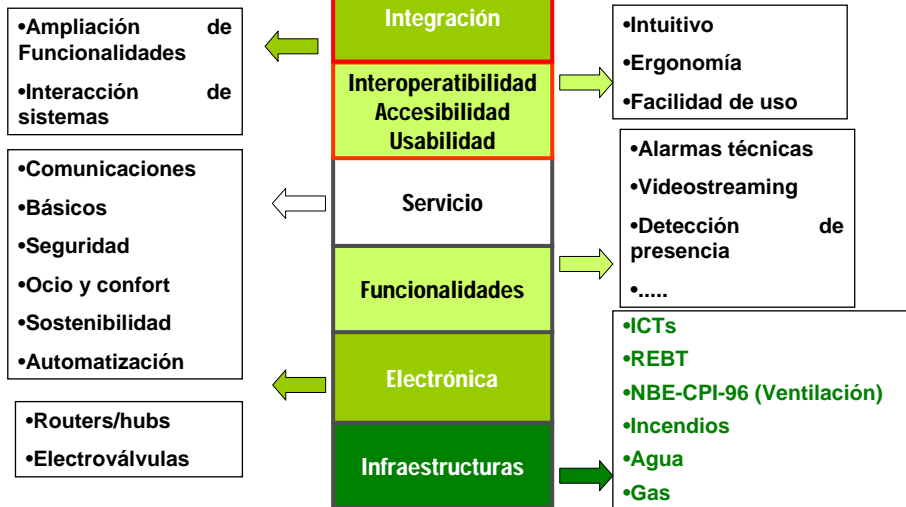 •Ampliación de
Funcionalidades
•Interacción de
sistemas
•Comunicaciones
•Básicos
•Seguridad
•Ocio y confort
•Sostenibilidad
•Automatización
•Routers/hubs
•Electroválvulas
Integración
Interoperatibilidad
Accesibilidad
Usabilidad
Servicio
Funcionalidades
Electrónica
Infraestructuras
•Intuitivo
•Ergonomía
•Facilidad de uso
•Alarmas técnicas
•Videostreaming
•Detección de
presencia
•.....
•ICTs
•REBT
•NBE-CPI-96 (Ventilación)
•Incendios
•Agua
•Gas